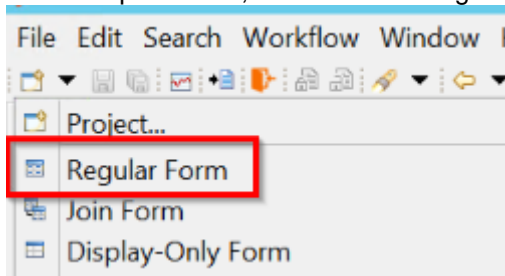 File Edit Search Workflow Window
Project...
Regular Form
Join Form
Display-Only Form